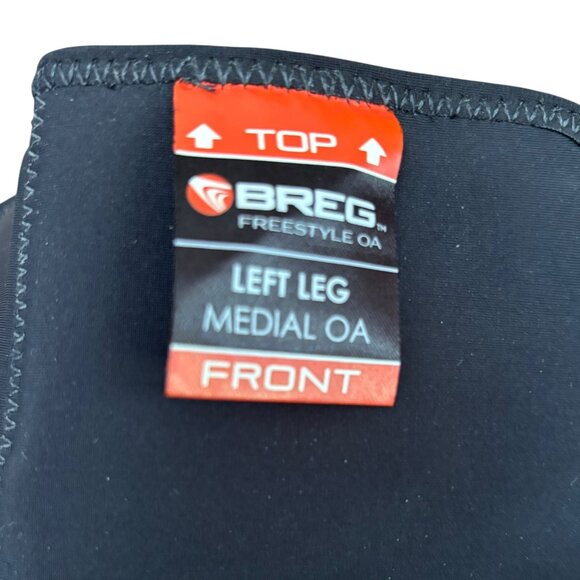 TOP
BREG™
FREESTYLE OA
LEFT LEG
MEDIAL OA
FRONT